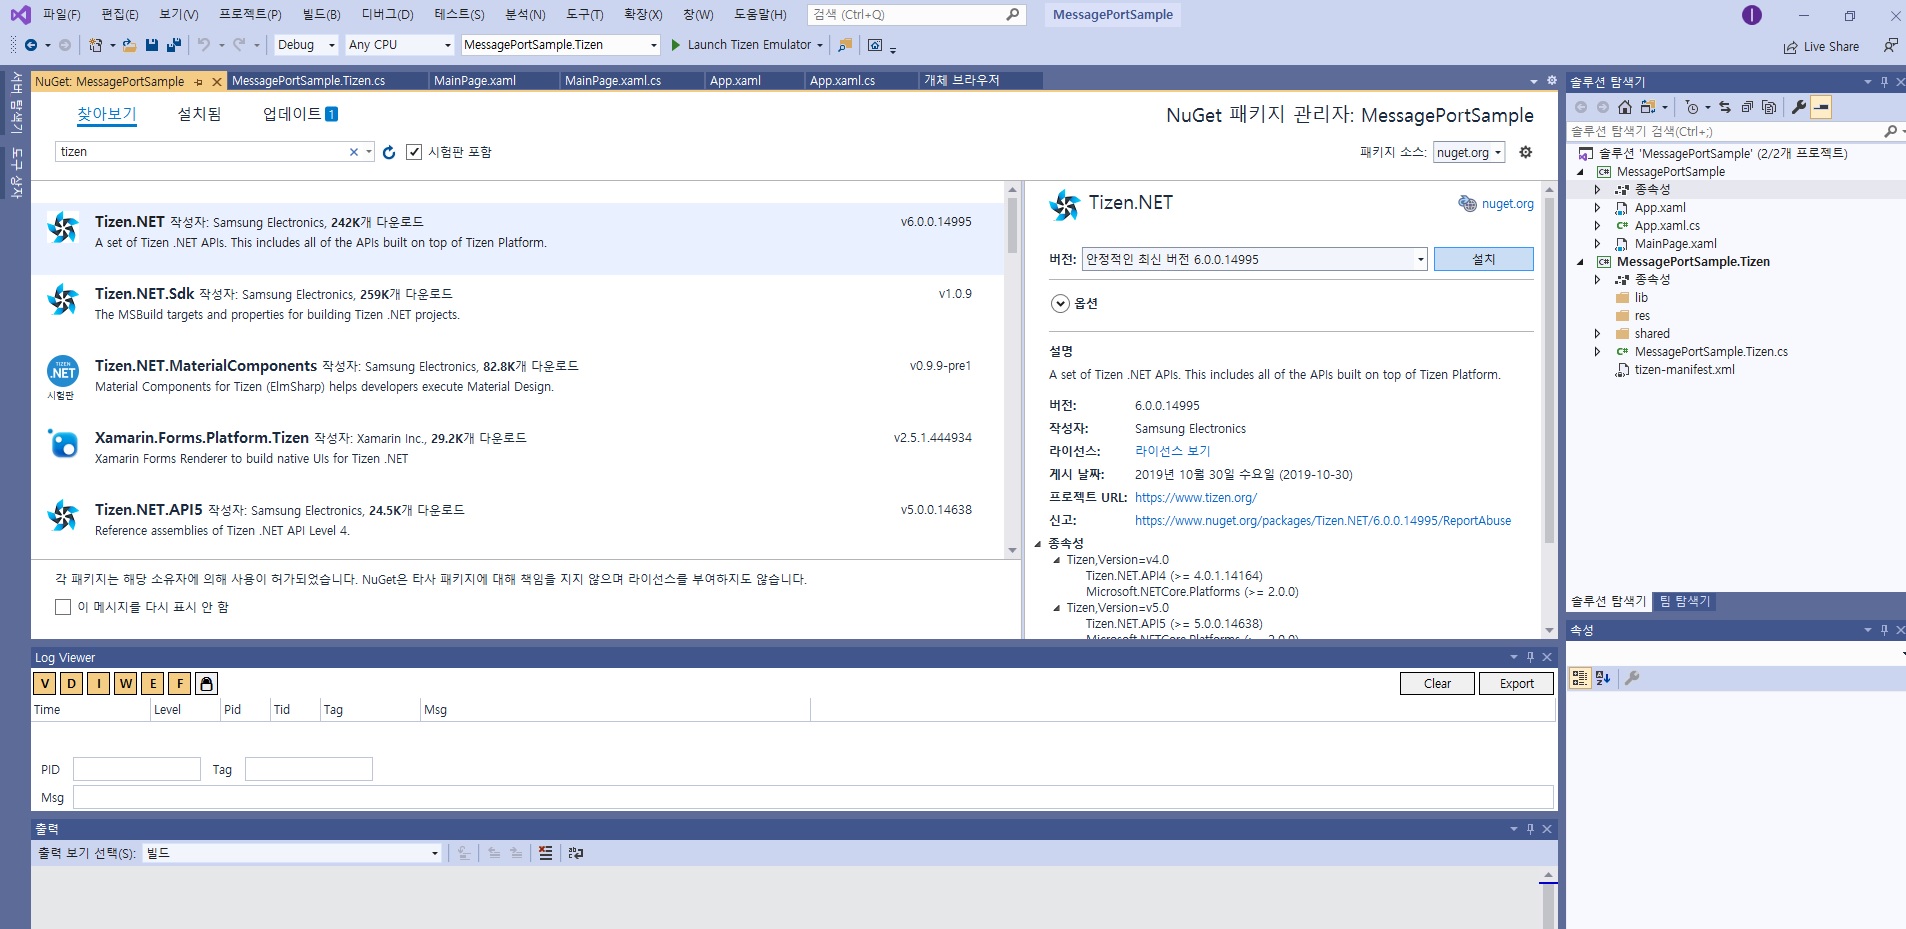 파일(F) 편집(E) 보기(V) 프로젝트(P) 빌드(B) 디버그(D) 테스트(S) 분석(N) 도구(T) 확장(X) 창(W) 도움말(H) 검색 (Ctrl+Q) MessagePortSample
Debug Any CPU MessagePortSample.Tizen Launch Tizen Emulator Live Share
서버 탐색기
도구 상자
NuGet: MessagePortSample MessagePortSample.Tizen.cs MainPage.xaml MainPage.xaml.cs App.xaml App.xaml.cs 개체 브라우저
찾아보기 설치됨 업데이트 1
NuGet 패키지 관리자: MessagePortSample
tizen 시험판 포함
패키지 소스: nuget.org
Tizen.NET 작성자: Samsung Electronics, 242K개 다운로드 v6.0.0.14995
A set of Tizen .NET APIs. This includes all of the APIs built on top of Tizen Platform.
Tizen.NET.Sdk 작성자: Samsung Electronics, 259K개 다운로드 v1.0.9
The MSBuild targets and properties for building Tizen .NET projects.
TIZEN
.NET
시험판
Tizen.NET.MaterialComponents 작성자: Samsung Electronics, 82.8K개 다운로드 v0.9.9-pre1
Material Components for Tizen (ElmSharp) helps developers execute Material Design.
Xamarin.Forms.Platform.Tizen 작성자: Xamarin Inc., 29.2K개 다운로드 v2.5.1.444934
Xamarin Forms Renderer to build native UIs for Tizen .NET
Tizen.NET.API5 작성자: Samsung Electronics, 24.5K개 다운로드 v5.0.0.14638
Reference assemblies of Tizen .NET API Level 4.
각 패키지는 해당 소유자에 의해 사용이 허가되었습니다. NuGet은 타사 패키지에 대해 책임을 지지 않으며 라이선스를 부여하지도 않습니다.
이 메시지를 다시 표시 안 함
Tizen.NET nuget.org
버전: 안정적인 최신 버전 6.0.0.14995 설치
옵션
설명
A set of Tizen .NET APIs. This includes all of the APIs built on top of Tizen Platform.
버전: 6.0.0.14995
작성자: Samsung Electronics
라이선스: 라이선스 보기
게시 날짜: 2019년 10월 30일 수요일 (2019-10-30)
프로젝트 URL: https://www.tizen.org/
신고: https://www.nuget.org/packages/Tizen.NET/6.0.0.14995/ReportAbuse
종속성
Tizen,Version=v4.0
Tizen.NET.API4 (>= 4.0.1.14164)
Microsoft.NETCore.Platforms (>= 2.0.0)
Tizen,Version=v5.0
Tizen.NET.API5 (>= 5.0.0.14638)
Microsoft.NETCore.Platforms (>= 2.0.0)
Log Viewer
V D I W E F
Clear Export
Time Level Pid Tid Tag Msg
PID Tag
Msg
출력
출력 보기 선택(S): 빌드
솔루션 탐색기
솔루션 탐색기 검색(Ctrl+;)
솔루션 'MessagePortSample' (2/2개 프로젝트)
C# MessagePortSample
종속성
App.xaml
C# App.xaml.cs
MainPage.xaml
C# MessagePortSample.Tizen
종속성
lib
res
shared
C# MessagePortSample.Tizen.cs
tizen-manifest.xml
솔루션 탐색기 팀 탐색기
속성